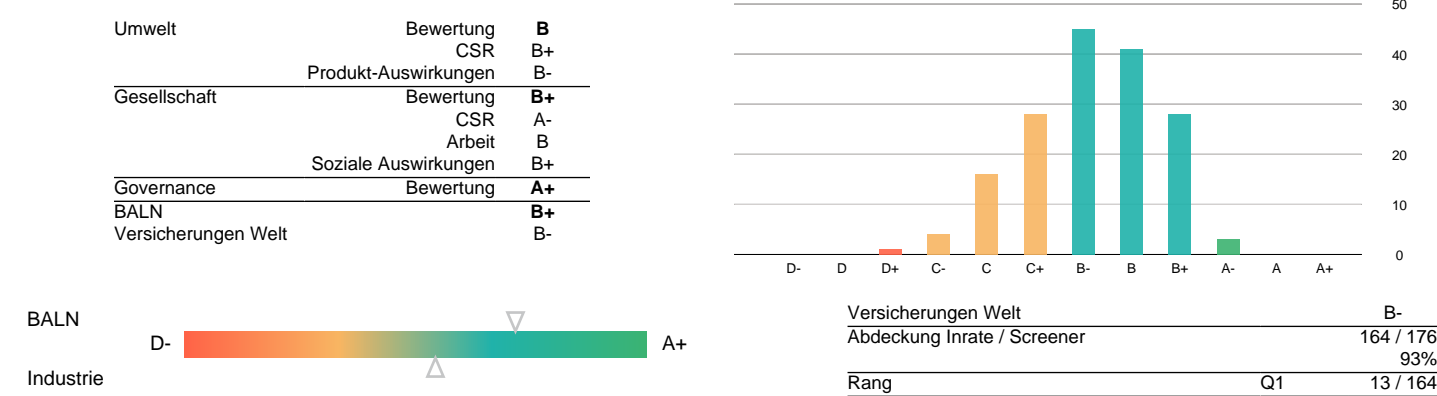 Umwelt Bewertung B
CSR B+
Produkt-Auswirkungen B-
Gesellschaft Bewertung B+
CSR A-
Arbeit B
Soziale Auswirkungen B+
Governance Bewertung A+
BALN B+
Versicherungen Welt B-
50
40
30
20
10
0
D- D D+ C- C C+ B- B B+ A- A A+
BALN
D- A+
Industrie
Versicherungen Welt B-
Abdeckung Inrate / Screener 164 / 176
93%
Rang Q1 13 / 164